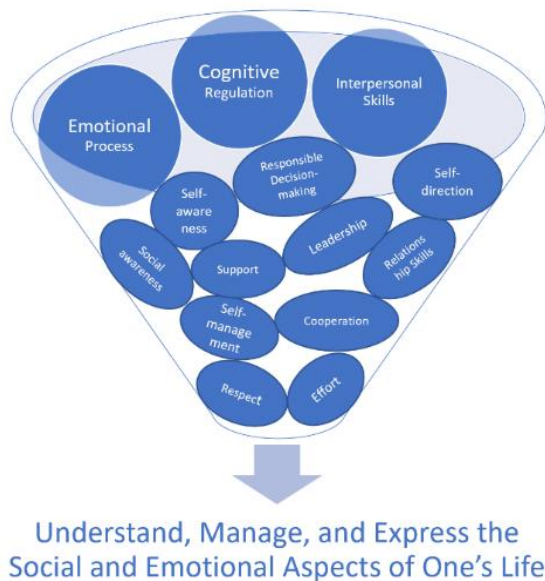 Cognitive
Regulation
Interpersonal
Skills
Emotional
Process
Responsible
Decision-
making
Self-
direction
Self-
aware
ness
Leadership
Social
awareness
Support
Relations
hip Skills
Self-
manage
ment
Cooperation
Respect
Effort
Understand, Manage, and Express the
Social and Emotional Aspects of One's Life